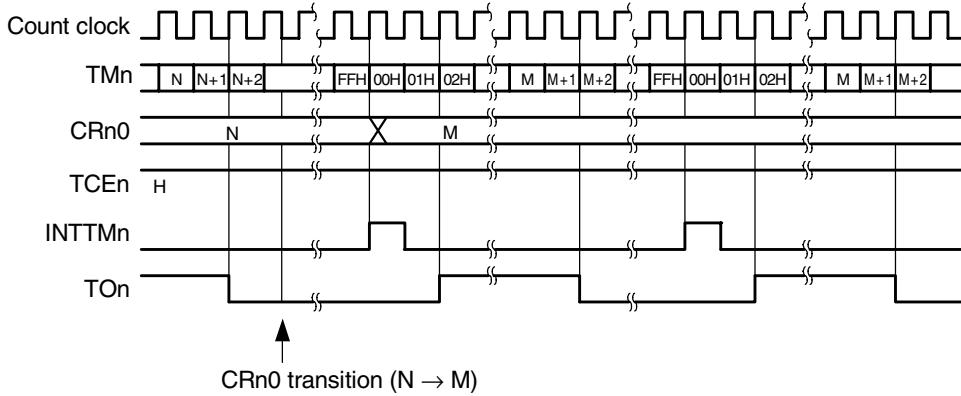 Count clock
TMn N N+1 N+2 FFH 00H 01H 02H M M+1 M+2 FFH 00H 01H 02H M M+1 M+2
CRn0 N M
TCEn
H
INTTMn
TOn
CRn0 transition (N → M)